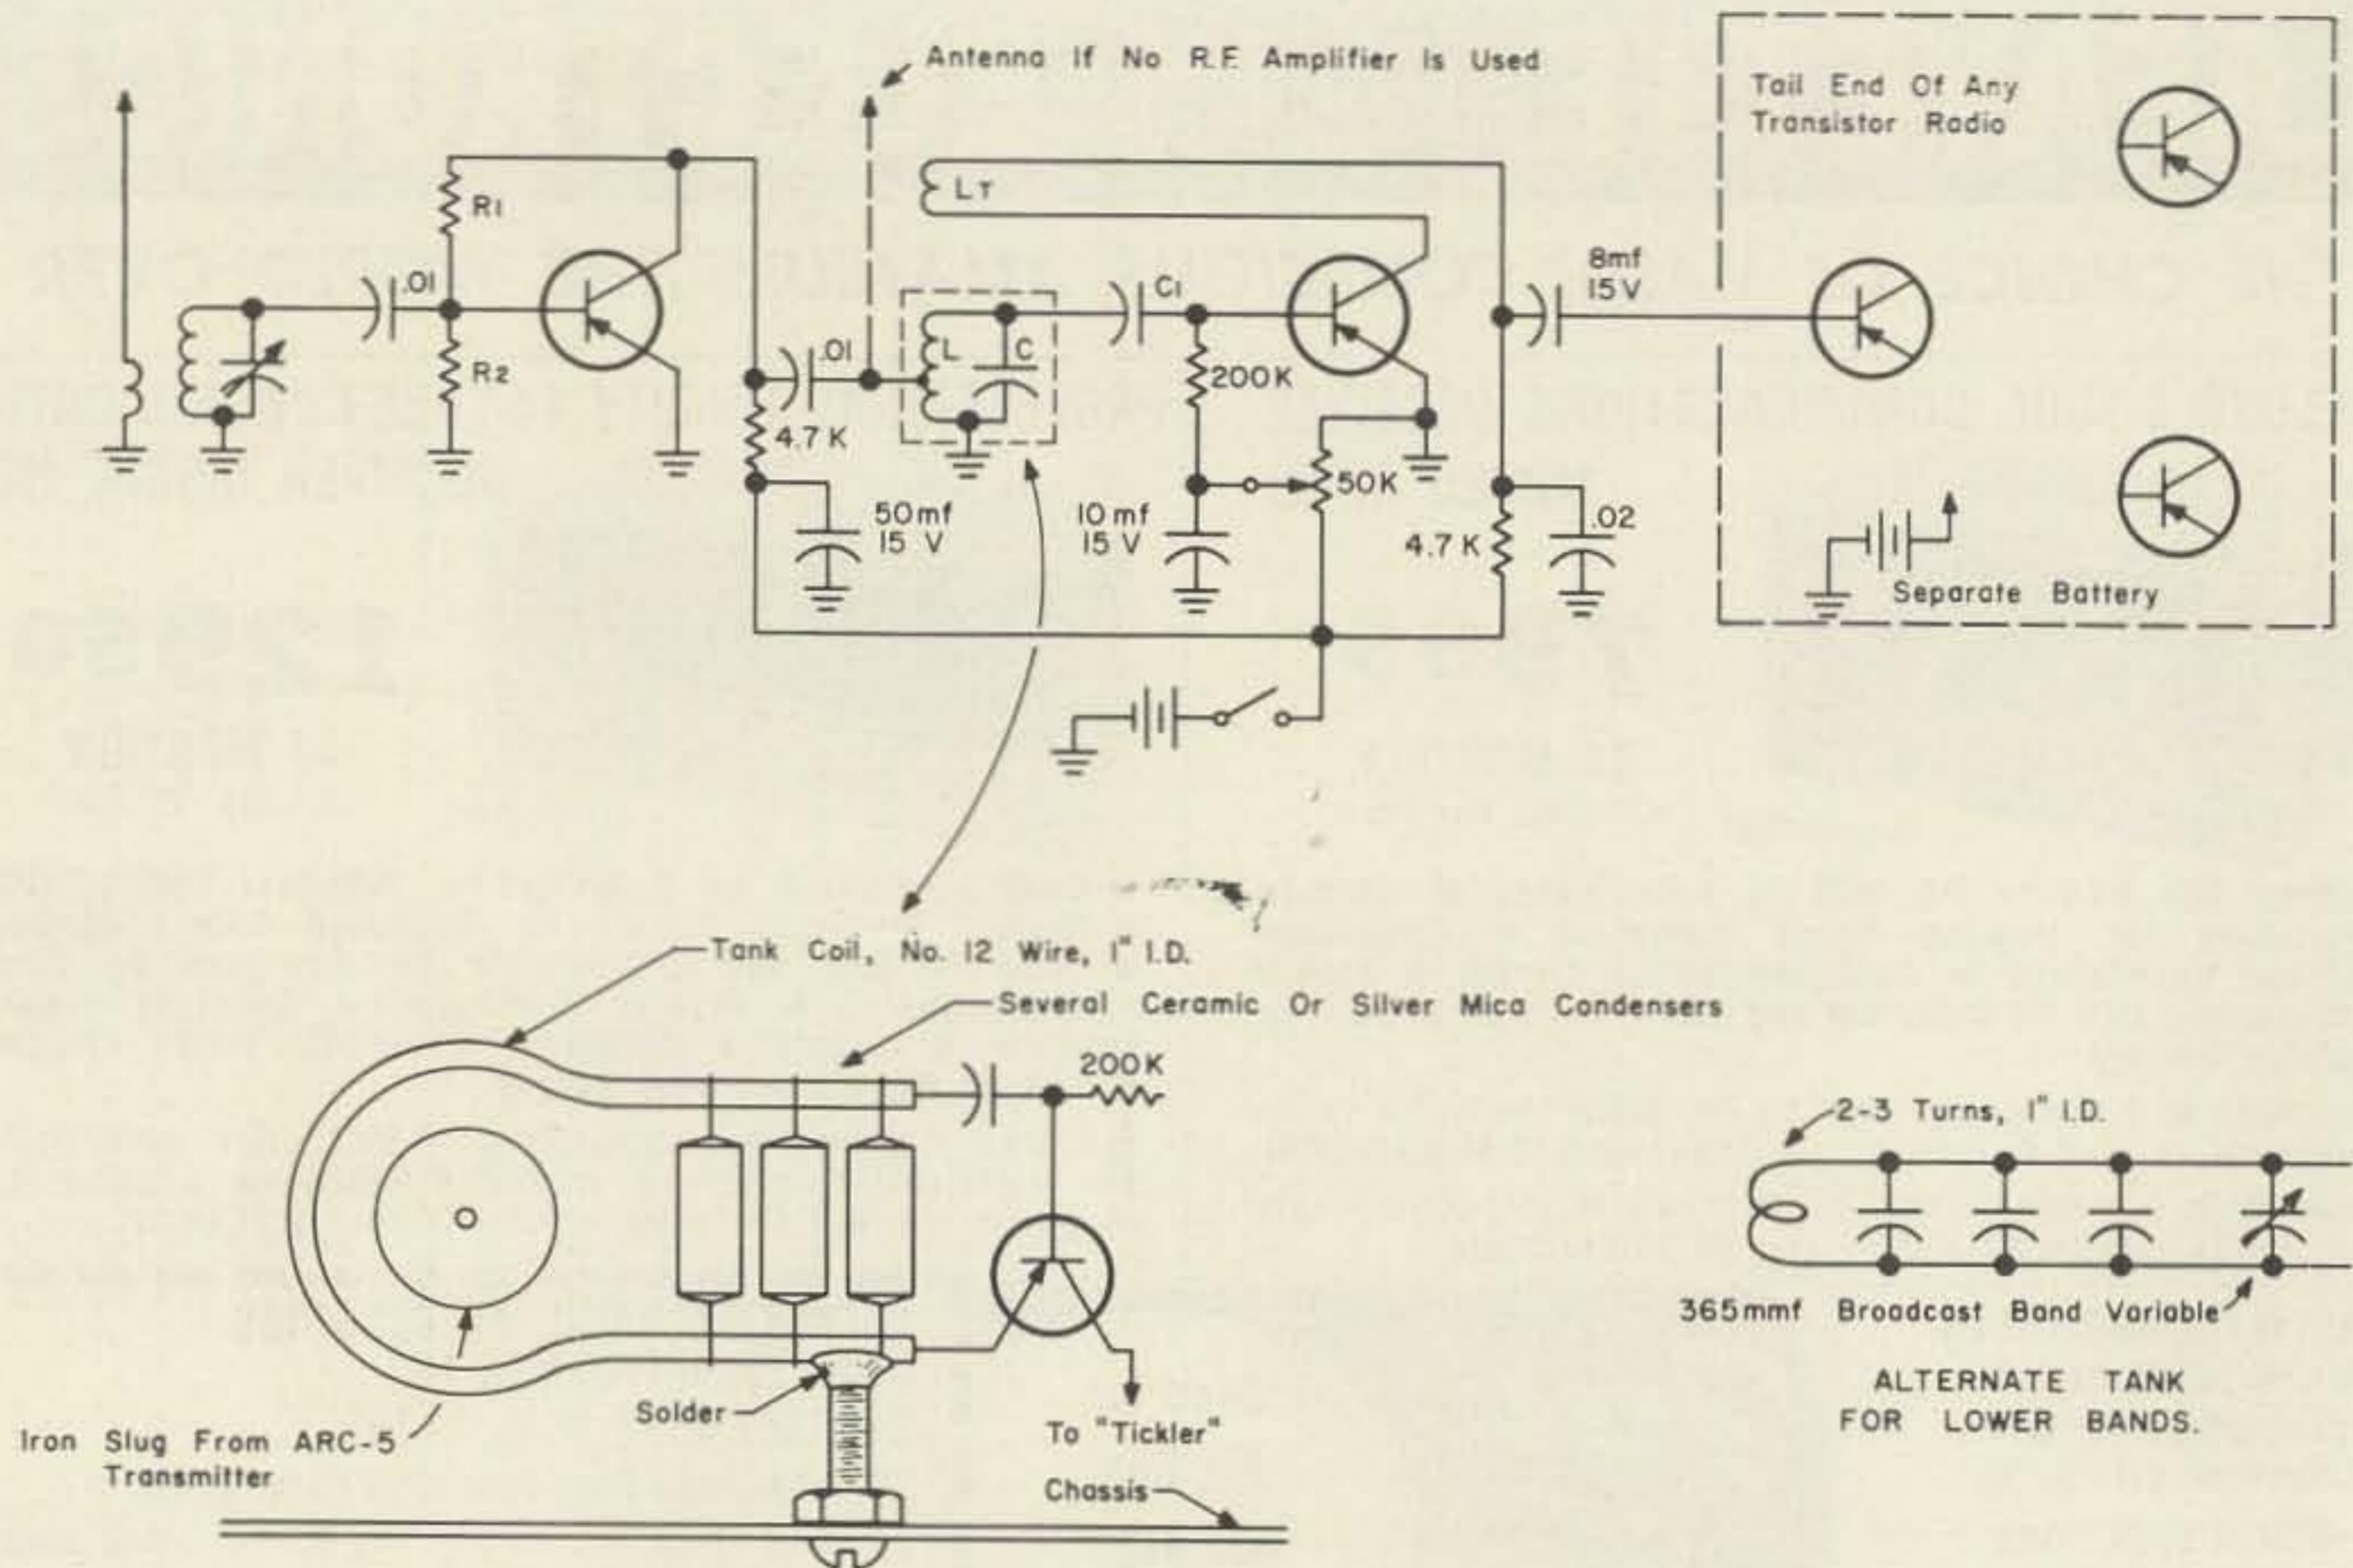 Antenna If No R.F. Amplifier Is Used
Tail End Of Any
Transistor Radio
R1
LT
.01
C1
8mf
15 V
R2
.01
L
C
200K
4.7 K
50K
50mf
15 V
10 mf
15 V
4.7 K
.02
Separate Battery
Tank Coil, No. 12 Wire, 1" I.D.
Several Ceramic Or Silver Mica Condensers
200K
2-3 Turns, 1" I.D.
365mmf Broadcast Band Variable
ALTERNATE TANK
FOR LOWER BANDS.
Solder
To "Tickler"
Iron Slug From ARC-5
Transmitter
Chassis